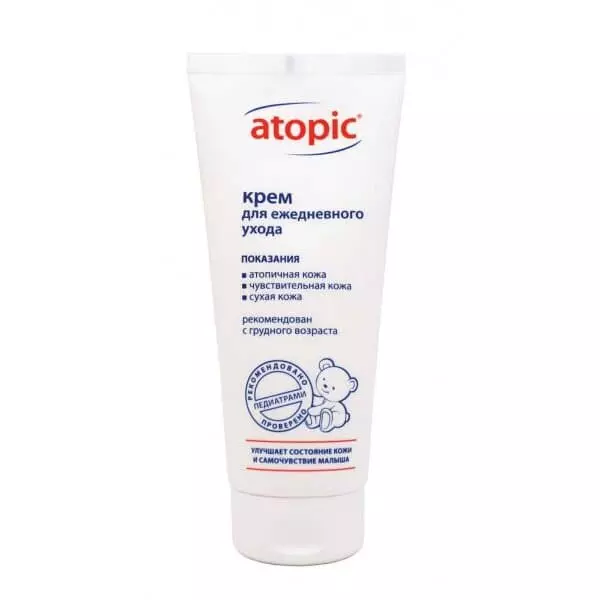 atopic®
крем
для ежедневного
ухода
ПОКАЗАНИЯ
▪ атопичная кожа
▪ чувствительная кожа
▪ сухая кожа
рекомендован
с грудного возраста
РЕКОМЕНДОВАНО
ПЕДИАТРАМИ
ПРОВЕРЕНО
УЛУЧШАЕТ СОСТОЯНИЕ КОЖИ
И САМОЧУВСТВИЕ МАЛЫША